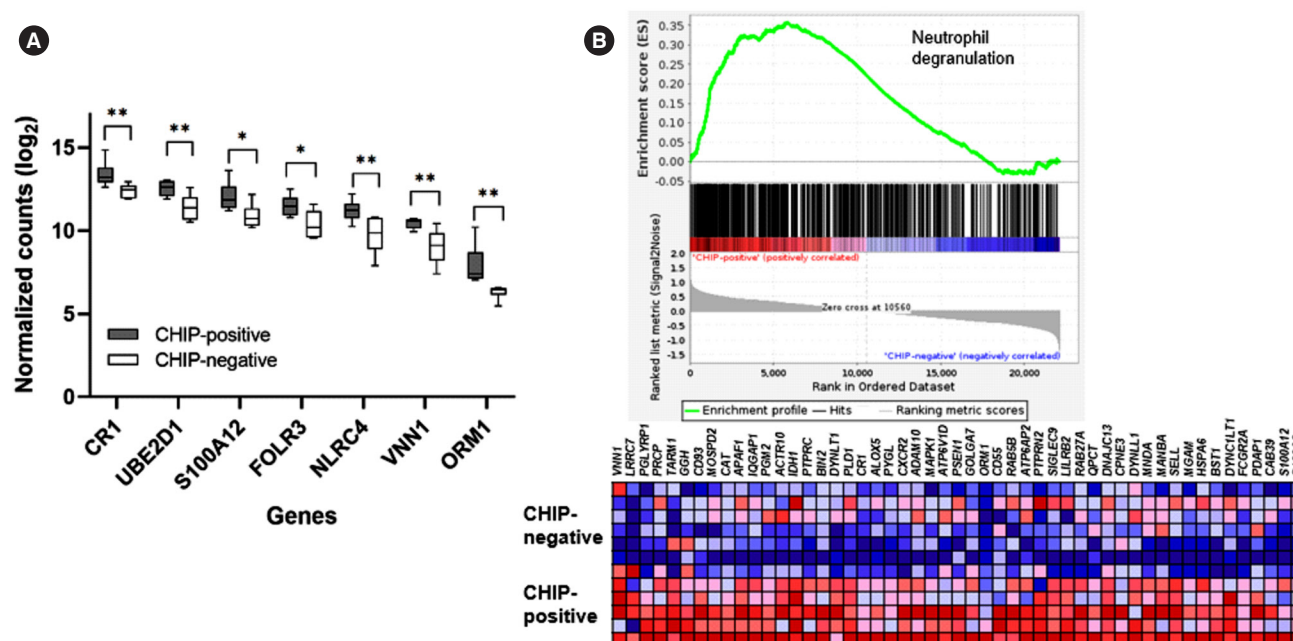 A
Normalized counts (log2)
15
10
5
0
**
**
*
*
**
**
**
CHIP-positive
CHIP-negative
CR1
UBE2D1
S100A12
FOLR3
NLRC4
VNN1
ORM1
Genes
B
Enrichment score (ES)
0.35
0.30
0.25
0.20
0.15
0.10
0.05
0.00
-0.05
Neutrophil
degranulation
Ranked list metric (Signal2Noise)
2.0
1.5
1.0
0.5
0.0
-0.5
-1.0
-1.5
'CHIP-positive' (positively correlated)
Zero cross at 10560
'CHIP-negative' (negatively correlated)
0
5,000
10,000
15,000
20,000
Rank in Ordered Dataset
Enrichment profile
Hits
Ranking metric scores
VNN1
LRRC7
PGLYRP1
PRCP
TARM1
GGH
CD93
MOSPD2
CAT
APAF1
IQGAP1
PGM2
ACTR10
IDH1
PTPRC
BIN2
DYNLT1
PLD1
CR1
ALOX5
PYGL
CXCR2
ADAM10
MAPK1
ATP6V1D
PSEN1
GOLGA7
ORM1
CD55
RAB5B
ATP6AP2
PTPRN2
SIGLEC9
LILRB2
RAB27A
QPCT
DNAJC13
CPNE3
DYNLL1
MNDA
MANBA
SELL
MGAM
HSPA6
BST1
DYNC1LT1
FCGR2A
PDAP1
CAB39
S100A12
CHIP-
negative
CHIP-
positive